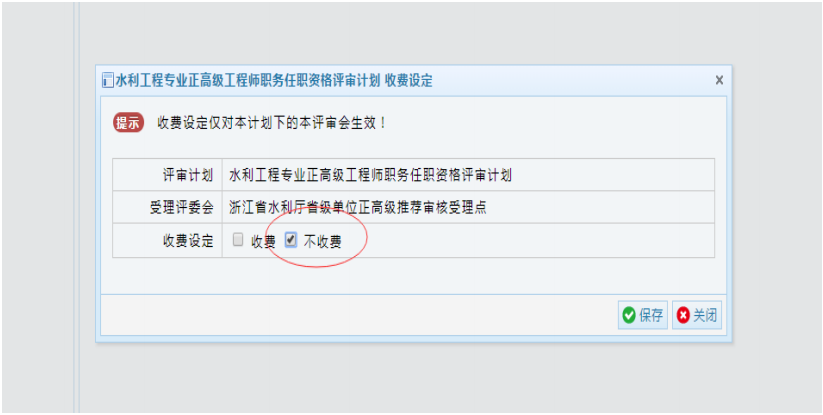 水利工程专业正高级工程师职务任职资格评审计划 收费设定
提示 收费设定仅对本计划下的本评审会生效！
评审计划 水利工程专业正高级工程师职务任职资格评审计划
受理评委会 浙江省水利厅省级单位正高级推荐审核受理点
收费设定 收费 不收费
保存 关闭